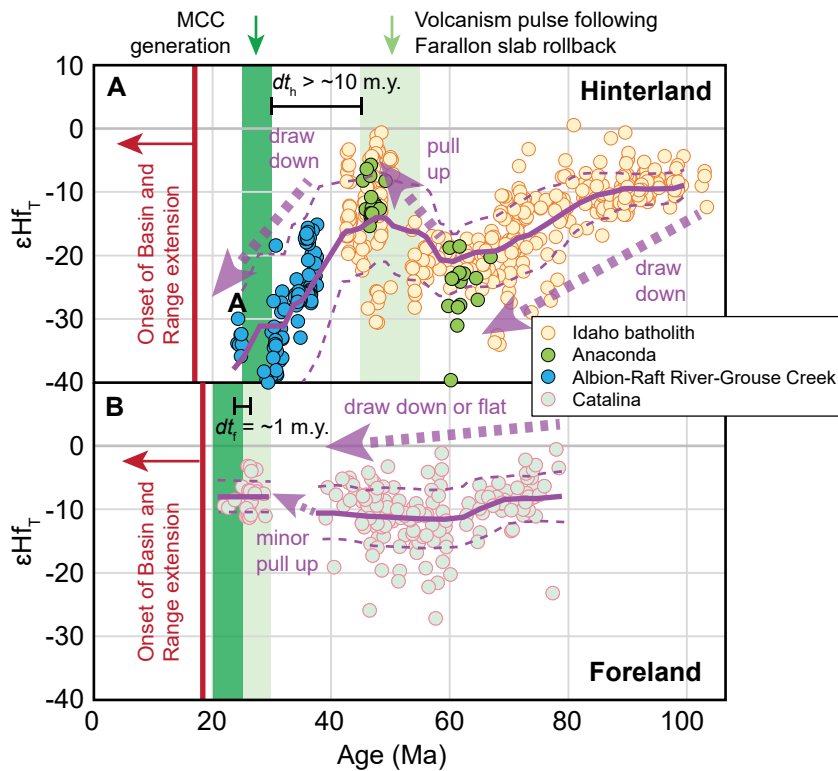 MCC
generation
Volcanism pulse following
Farallon slab rollback
A
Hinterland
dth > ~10 m.y.
draw
down
pull
up
draw
down
Onset of Basin and
Range extension
A
10
0
-10
-20
-30
-40
εHfT
Idaho batholith
Anaconda
Albion-Raft River-Grouse Creek
Catalina
B
draw down or flat
dtf = ~1 m.y.
minor
pull up
Onset of Basin and
Range extension
Foreland
0
-10
-20
-30
-40
εHfT
0
20
40
60
80
100
Age (Ma)